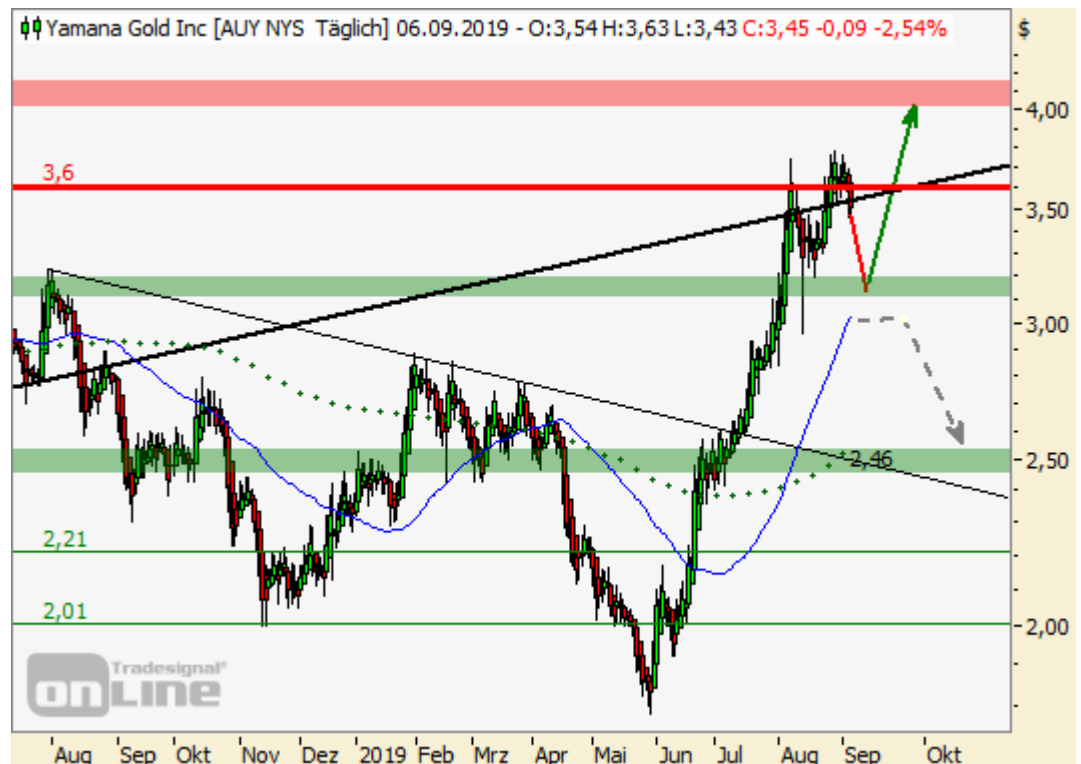 Yamana Gold Inc [AUY NYS Täglich] 06.09.2019 - O:3,54 H:3,63 L:3,43 C:3,45 -0,09 -2,54%
$
4,00
3,6
3,50
3,00
2,46
2,50
2,21
2,01
2,00
Tradesignal®
onLine
Aug Sep Okt Nov Dez 2019 Feb Mrz Apr Mai Jun Jul Aug Sep Okt